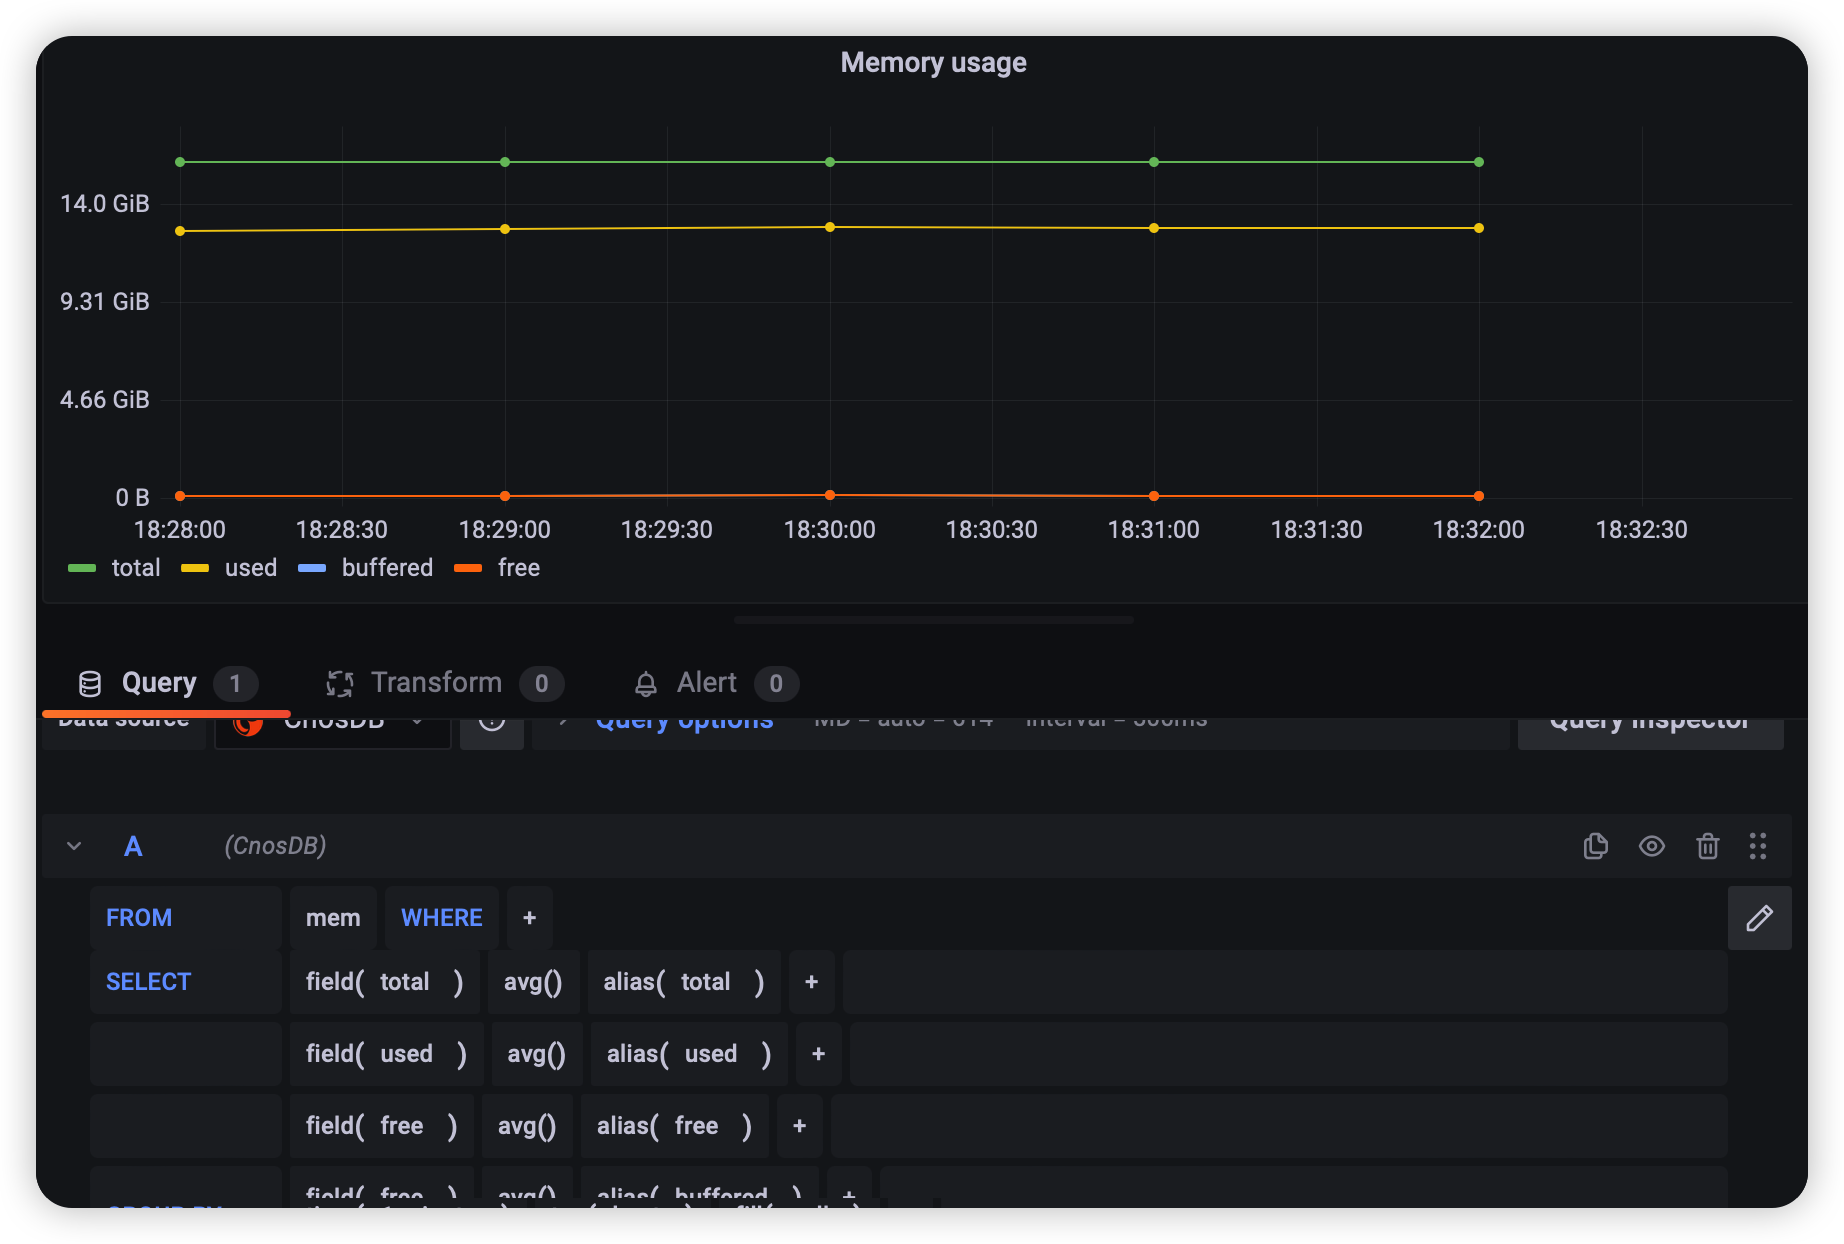 Memory usage
14.0 GiB
9.31 GiB
4.66 GiB
0 B
18:28:00 18:28:30 18:29:00 18:29:30 18:30:00 18:30:30 18:31:00 18:31:30 18:32:00 18:32:30
total used buffered free
Query 1 Transform 0 Alert 0
Data source CnosDB Query options MD = auto = 614 Interval = 500ms Query inspector
A (CnosDB)
FROM mem WHERE +
SELECT field( total ) avg() alias( total ) +
field( used ) avg() alias( used ) +
field( free ) avg() alias( free ) +
field( free ) avg() alias( buffered ) +
GROUP BY